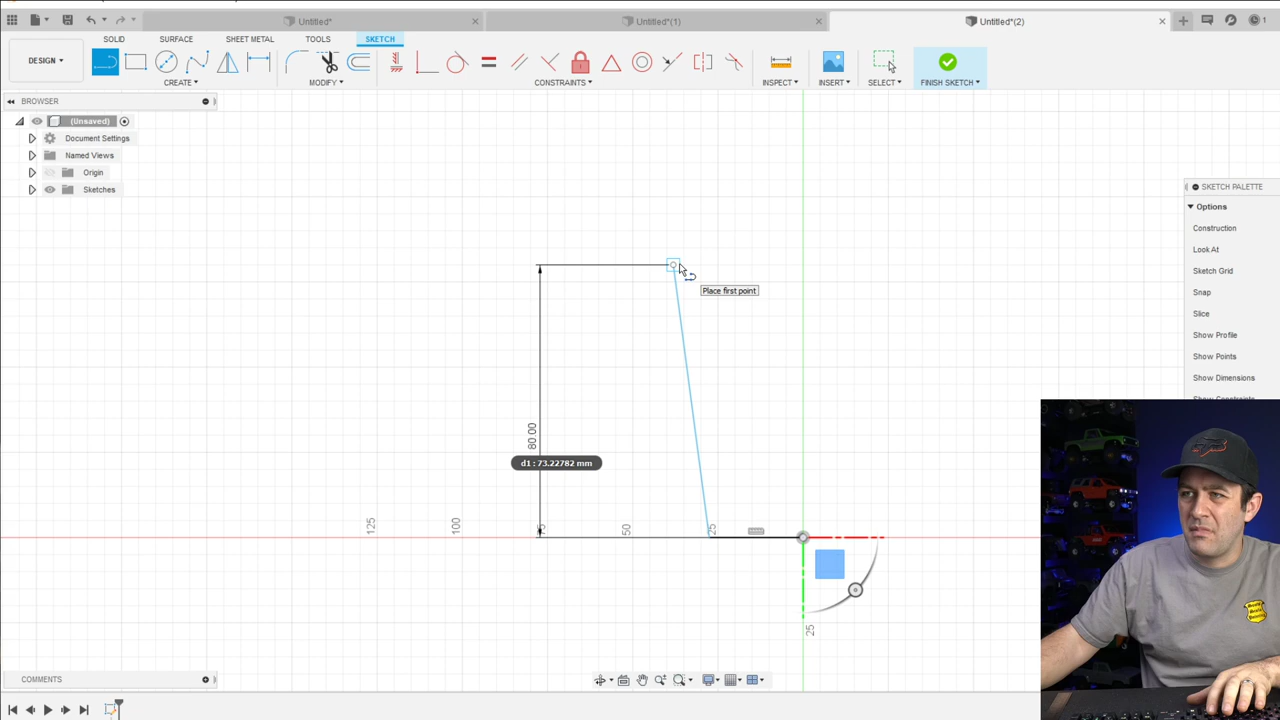 Untitled*
Untitled*(1)
Untitled*(2)
1
DESIGN
SOLID
SURFACE
SHEET METAL
TOOLS
SKETCH
CREATE
MODIFY
CONSTRAINTS
INSPECT
INSERT
SELECT
FINISH SKETCH
BROWSER
(Unsaved)
Document Settings
Named Views
Origin
Sketches
SKETCH PALETTE
Options
Construction
Look At
Sketch Grid
Snap
Slice
Show Profile
Show Points
Show Dimensions
Show Constraints
Place first point
80.00
d1 : 73.22782 mm
125
100
50
25
25
COMMENTS